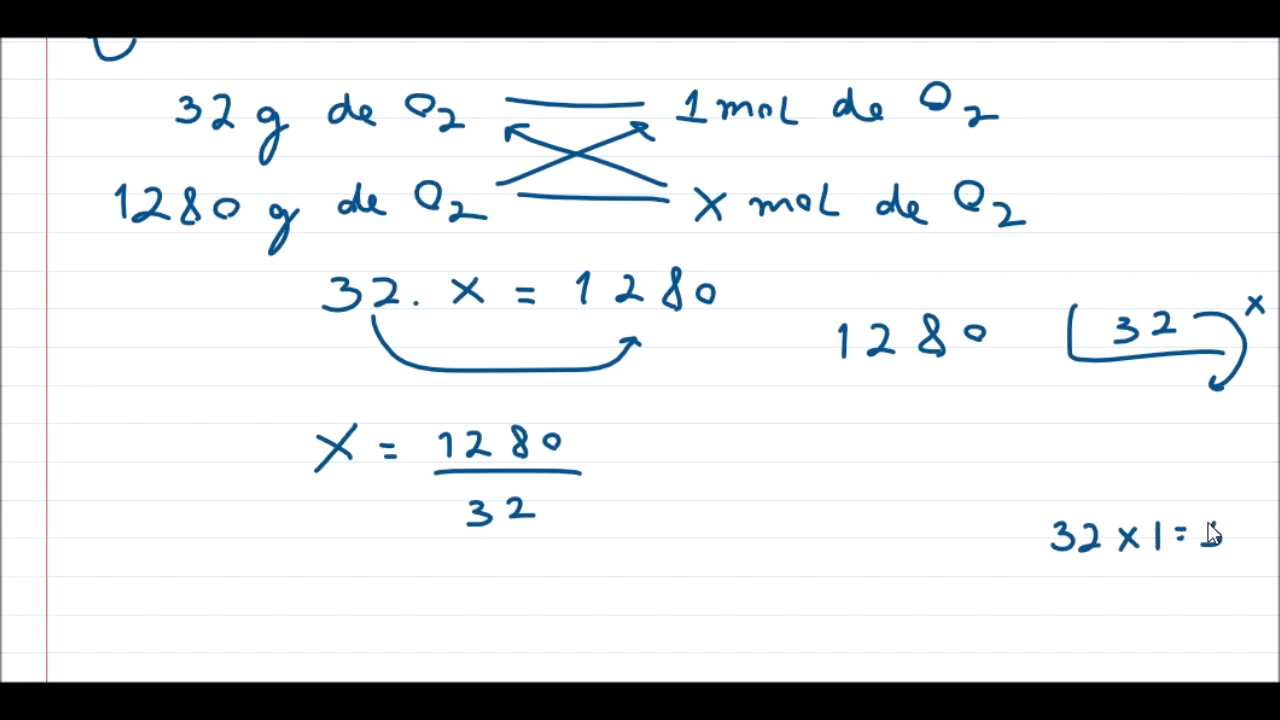 32 g de O2 1 mol de O2
1280 g de O2 X mol de O2
32 . x = 1280
1280 32 x
X = 1280
32
32 x 1 =